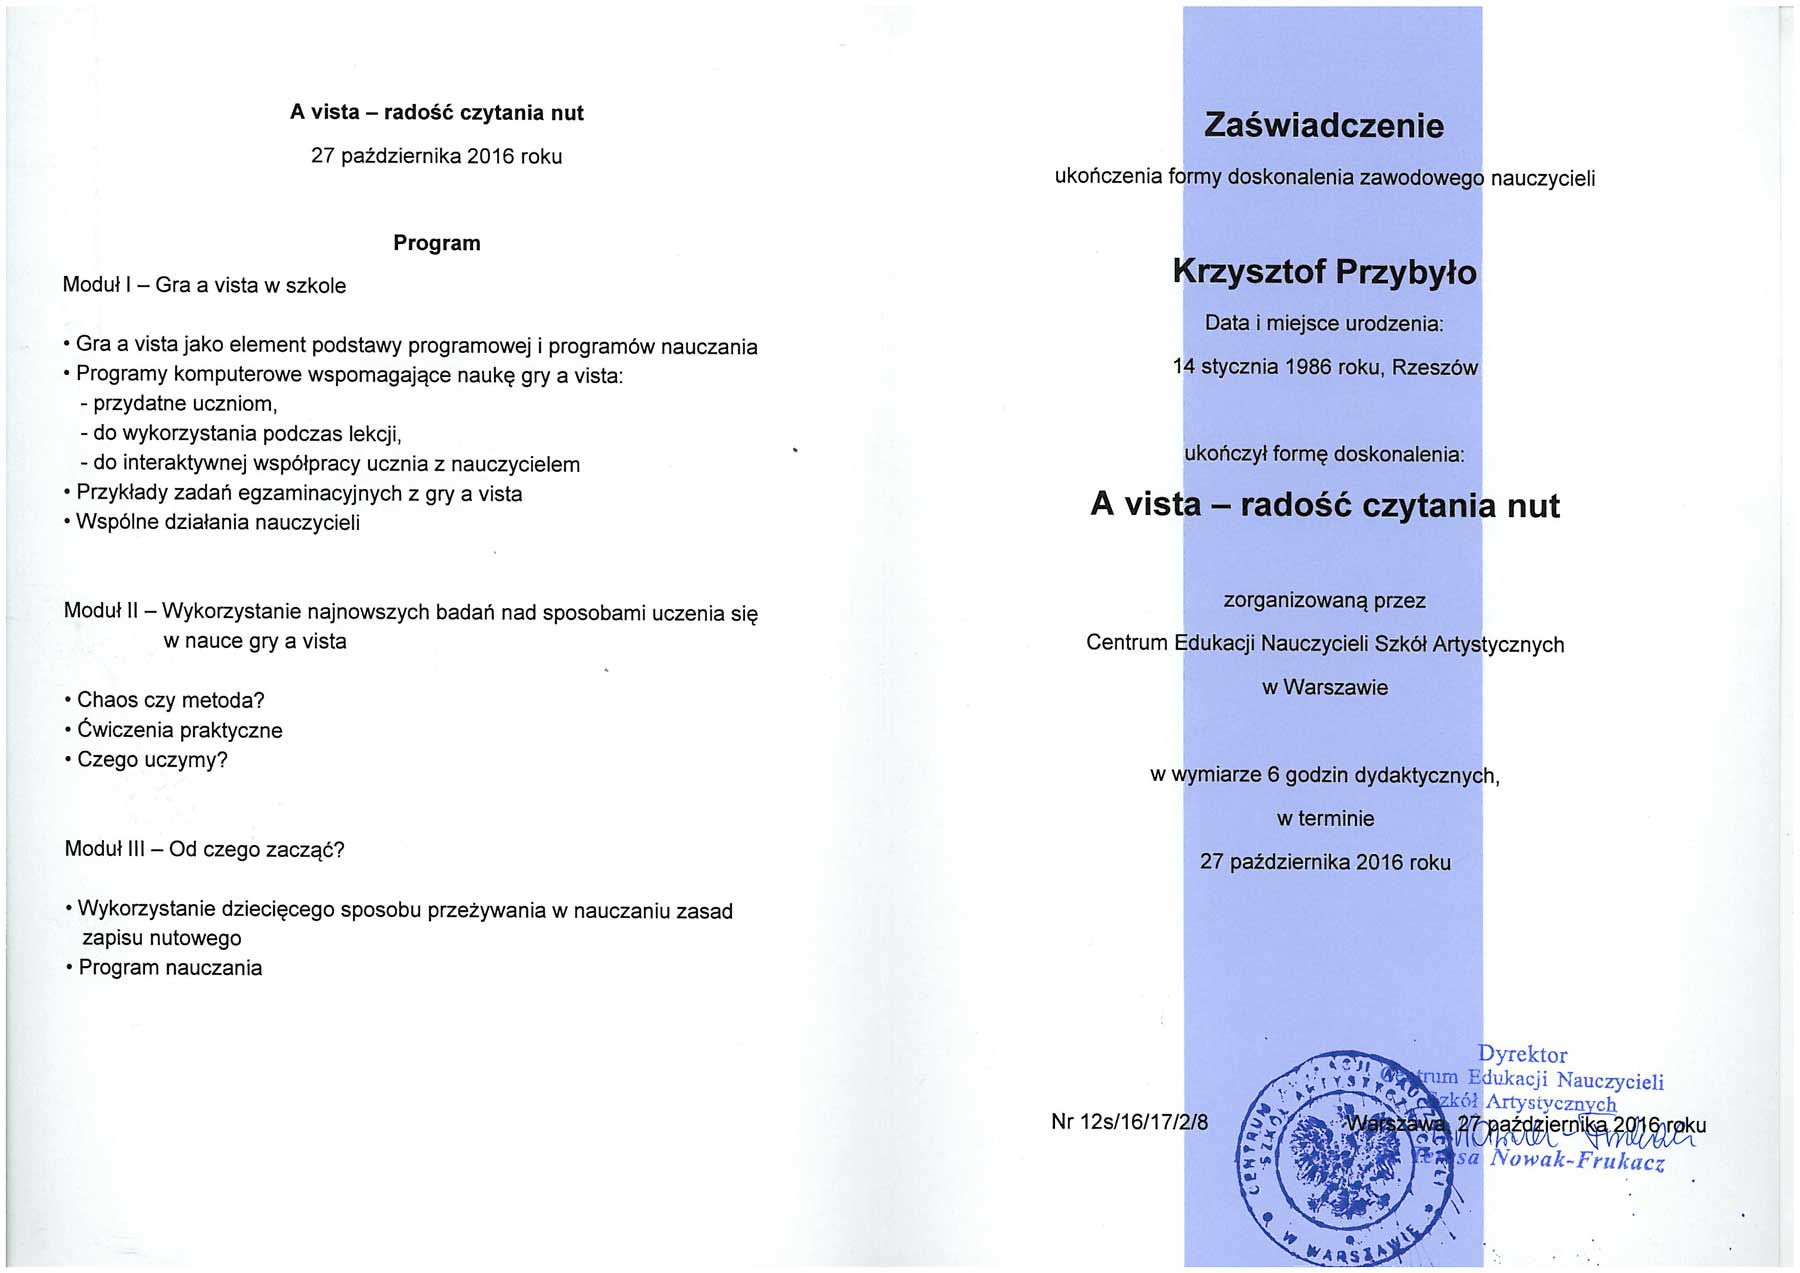 A vista – radość czytania nut
27 października 2016 roku
Program
Moduł I – Gra a vista w szkole
• Gra a vista jako element podstawy programowej i programów nauczania
• Programy komputerowe wspomagające naukę gry a vista:
- przydatne uczniom,
- do wykorzystania podczas lekcji,
- do interaktywnej współpracy ucznia z nauczycielem
• Przykłady zadań egzaminacyjnych z gry a vista
• Wspólne działania nauczycieli
Moduł II – Wykorzystanie najnowszych badań nad sposobami uczenia się
w nauce gry a vista
• Chaos czy metoda?
• Ćwiczenia praktyczne
• Czego uczymy?
Moduł III – Od czego zacząć?
• Wykorzystanie dziecięcego sposobu przeżywania w nauczaniu zasad
zapisu nutowego
• Program nauczania
Zaświadczenie
ukończenia formy doskonalenia zawodowego nauczycieli
Krzysztof Przybyło
Data i miejsce urodzenia:
14 stycznia 1986 roku, Rzeszów
ukończył formę doskonalenia:
A vista – radość czytania nut
zorganizowaną przez
Centrum Edukacji Nauczycieli Szkół Artystycznych
w Warszawie
w wymiarze 6 godzin dydaktycznych,
w terminie
27 października 2016 roku
Nr 12s/16/17/2/8
Warszawa, 27 października 2016 roku
Dyrektor
Centrum Edukacji Nauczycieli
Szkół Artystycznych
Teresa Nowak-Frukacz
CENTRUM EDUKACJI NAUCZYCIELI
SZKÓŁ ARTYSTYCZNYCH
W WARSZAWIE